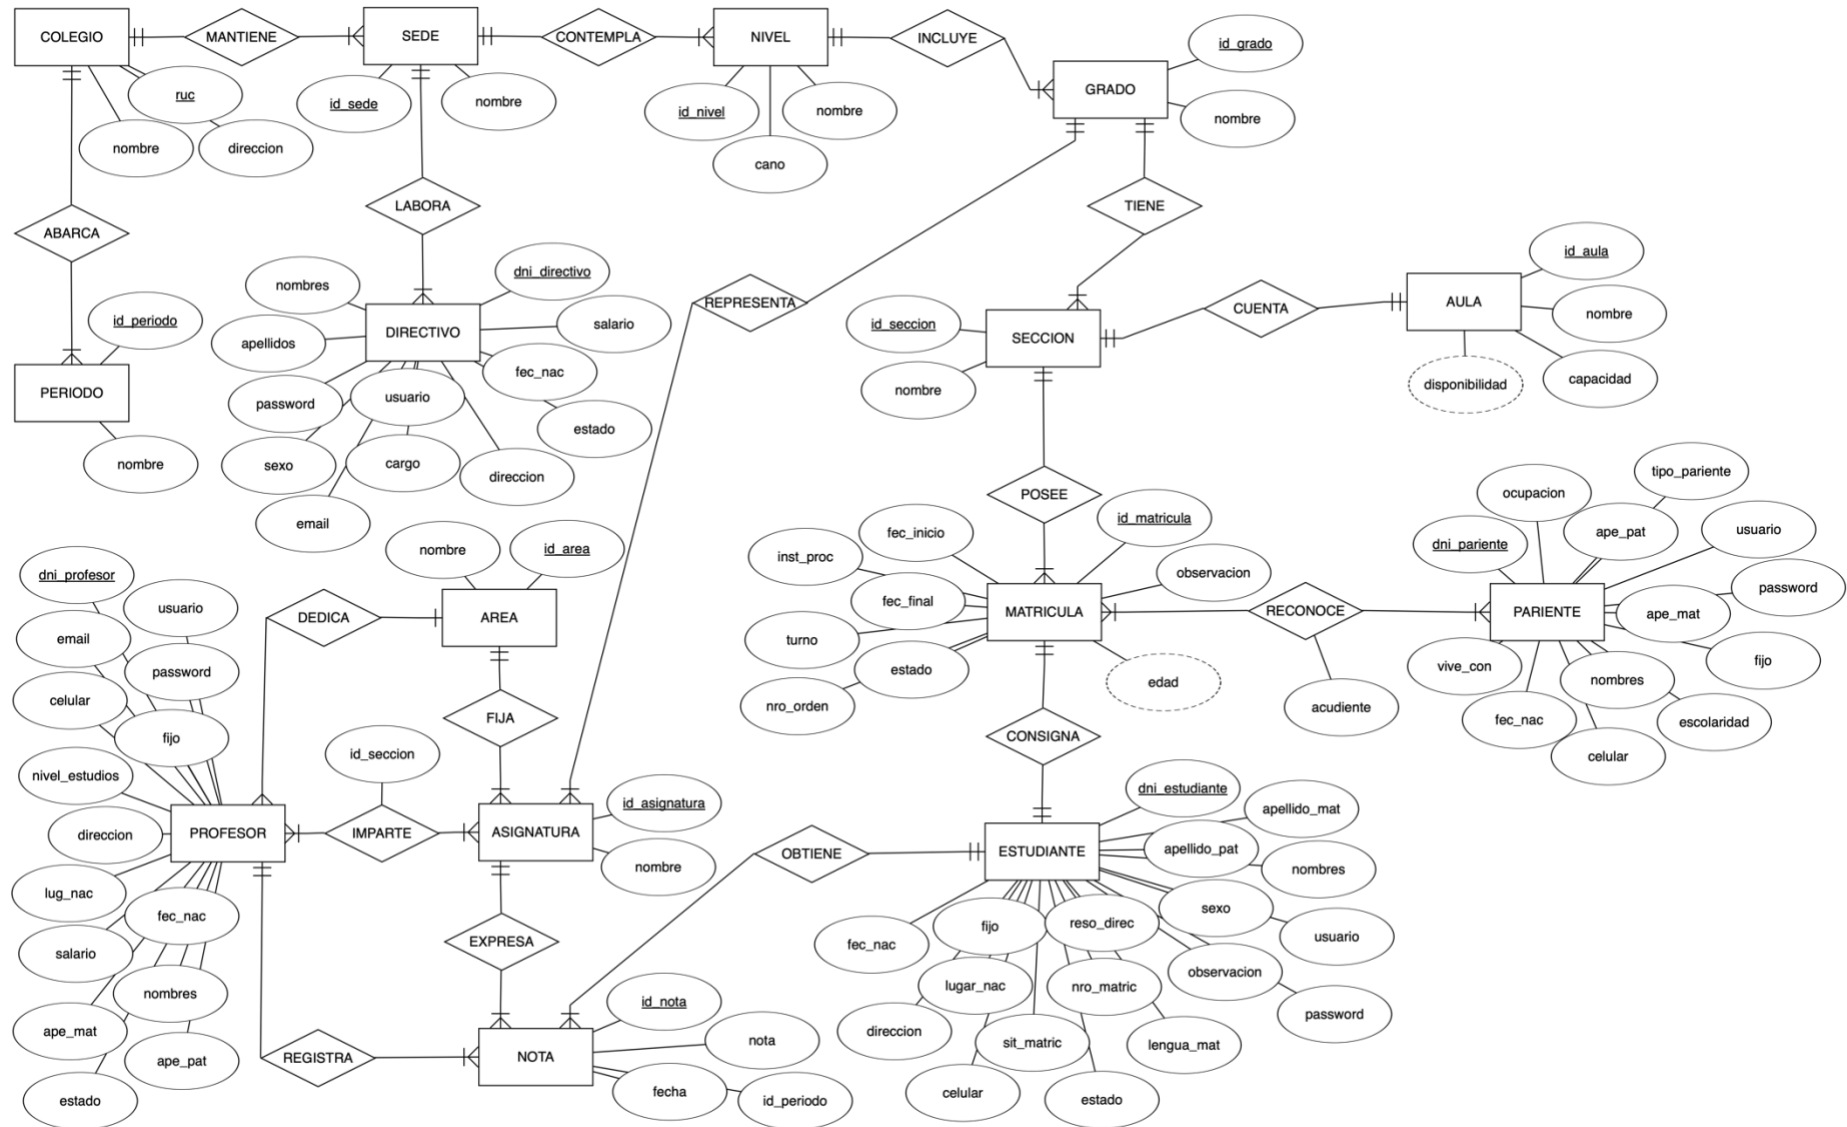 COLEGIO
MANTIENE
SEDE
CONTEMPLA
NIVEL
INCLUYE
id_grado
GRADO
nombre
ruc
nombre
direccion
id_sede
nombre
id_nivel
nombre
cano
LABORA
TIENE
ABARCA
id_periodo
PERIODO
nombre
nombres
dni_directivo
apellidos
DIRECTIVO
salario
fec_nac
password
usuario
estado
sexo
cargo
direccion
email
REPRESENTA
id_seccion
SECCION
nombre
CUENTA
id_aula
AULA
nombre
disponibilidad
capacidad
POSEE
fec_inicio
id_matricula
inst_proc
observacion
fec_final
MATRICULA
turno
estado
edad
nro_orden
RECONOCE
acudiente
tipo_pariente
ocupacion
ape_pat
usuario
dni_pariente
password
PARIENTE
ape_mat
vive_con
nombres
fijo
fec_nac
escolaridad
celular
nombre
id_area
AREA
DEDICA
FIJA
dni_profesor
usuario
email
password
celular
fijo
nivel_estudios
PROFESOR
direccion
lug_nac
fec_nac
salario
nombres
ape_mat
ape_pat
estado
id_seccion
IMPARTE
ASIGNATURA
id_asignatura
nombre
EXPRESA
REGISTRA
NOTA
id_nota
nota
fecha
id_periodo
OBTIENE
CONSIGNA
dni_estudiante
ESTUDIANTE
apellido_mat
apellido_pat
nombres
sexo
usuario
fec_nac
fijo
reso_direc
observacion
lugar_nac
nro_matric
password
direccion
sit_matric
lengua_mat
celular
estado